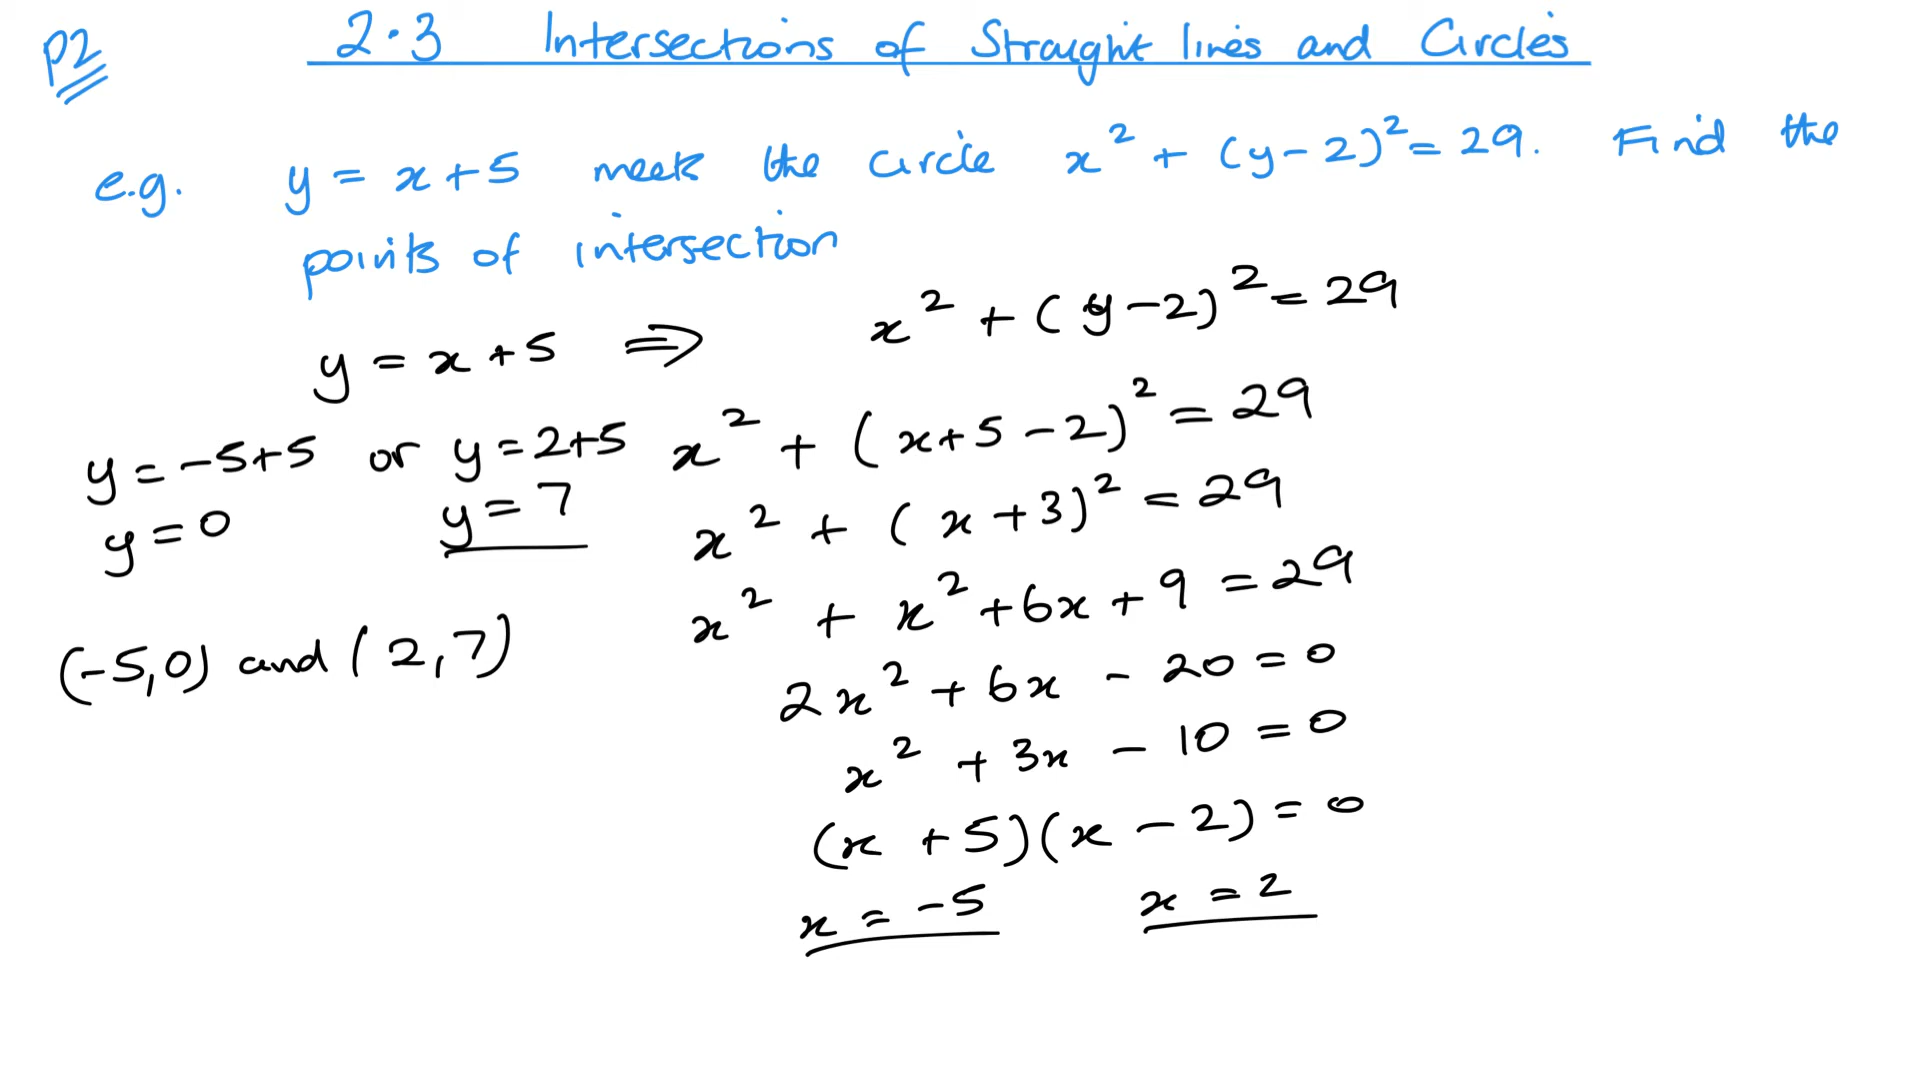 P2
2.3 Intersections of Straight lines and Circles
e.g. y = x + 5 meets the circle x² + (y - 2)² = 29. Find the
points of intersection
y = x + 5 ⇒ x² + (y - 2)² = 29
y = -5+5 or y = 2+5
y = 0 y = 7
(-5,0) and (2,7)
x² + (x+5-2)² = 29
x² + (x+3)² = 29
x² + x² + 6x + 9 = 29
2x² + 6x - 20 = 0
x² + 3x - 10 = 0
(x + 5)(x - 2) = 0
x = -5 x = 2